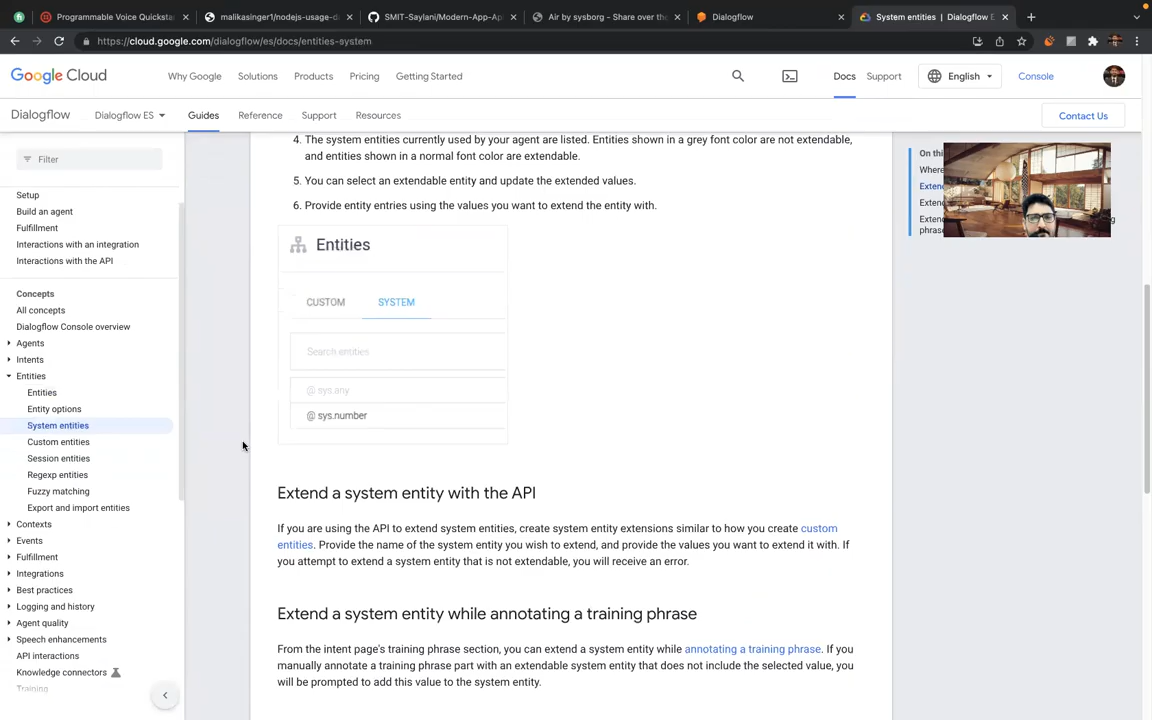 Programmable Voice Quickstar
malikasinger1/nodejs-usage-da
SMIT-Saylani/Modern-App-Ap
Air by sysborg - Share over the
Dialogflow
System entities | Dialogflow E
https://cloud.google.com/dialogflow/es/docs/entities-system
Google Cloud
Why Google
Solutions
Products
Pricing
Getting Started
Docs
Support
English
Console
Dialogflow
Dialogflow ES
Guides
Reference
Support
Resources
Contact Us
Filter
Setup
Build an agent
Fulfillment
Interactions with an integration
Interactions with the API
Concepts
All concepts
Dialogflow Console overview
Agents
Intents
Entities
Entities
Entity options
System entities
Custom entities
Session entities
Regexp entities
Fuzzy matching
Export and import entities
Contexts
Events
Fulfillment
Integrations
Best practices
Logging and history
Agent quality
Speech enhancements
API interactions
Knowledge connectors
Training
4. The system entities currently used by your agent are listed. Entities shown in a grey font color are not extendable,
and entities shown in a normal font color are extendable.
5. You can select an extendable entity and update the extended values.
6. Provide entity entries using the values you want to extend the entity with.
Entities
CUSTOM
SYSTEM
Search entities
@ sys.any
@ sys.number
Extend a system entity with the API
If you are using the API to extend system entities, create system entity extensions similar to how you create custom
entities. Provide the name of the system entity you wish to extend, and provide the values you want to extend it with. If
you attempt to extend a system entity that is not extendable, you will receive an error.
Extend a system entity while annotating a training phrase
From the intent page's training phrase section, you can extend a system entity while annotating a training phrase. If you
manually annotate a training phrase part with an extendable system entity that does not include the selected value, you
will be prompted to add this value to the system entity.
On thi
Where
Exten
Exten
Exten
phras